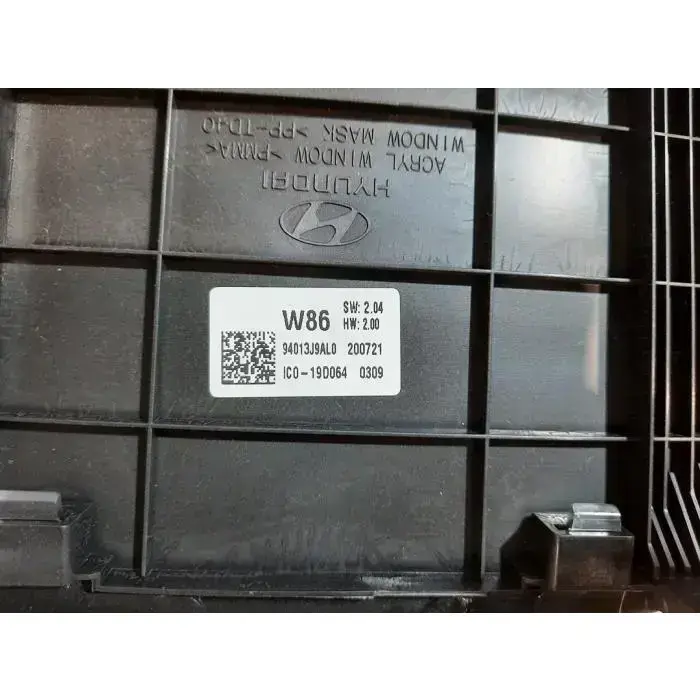 WINDOW MASK >PP-TD40
ACRYL WINDOW >PMMA<
HYUNDAI
W86
SW: 2.04
HW: 2.00
94013J9AL0 200721
IC0-19D064 0309